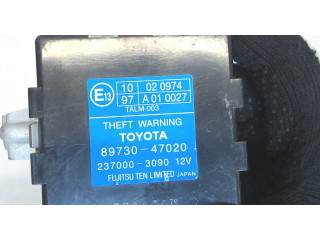 E13 10 02 0974
97 A 01 0027
TALM-003
THEFT WARNING
TOYOTA
89730-47020
237000-3090 12V
FUJITSU TEN LIMITED JAPAN